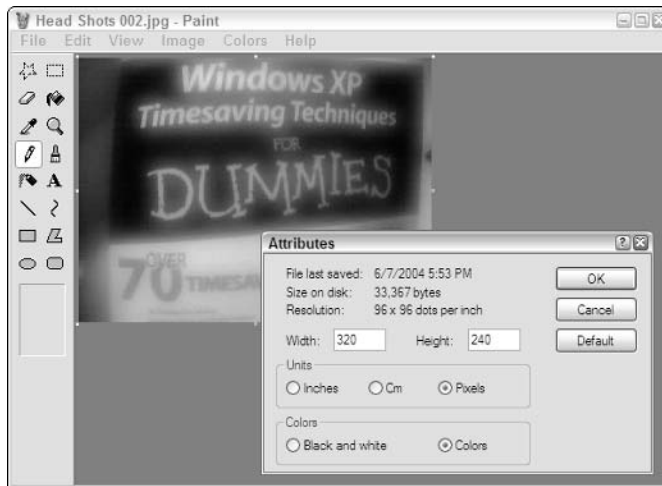 Head Shots 002.jpg - Paint
File Edit View Image Colors Help
A
Windows XP
Timesaving Techniques
FOR
DUMMIES
OVER
70 TIMESAV
Attributes
File last saved: 6/7/2004 5:53 PM
Size on disk: 33,367 bytes
Resolution: 96 x 96 dots per inch
Width: 320 Height: 240
Units
Inches Cm Pixels
Colors
Black and white Colors
OK
Cancel
Default